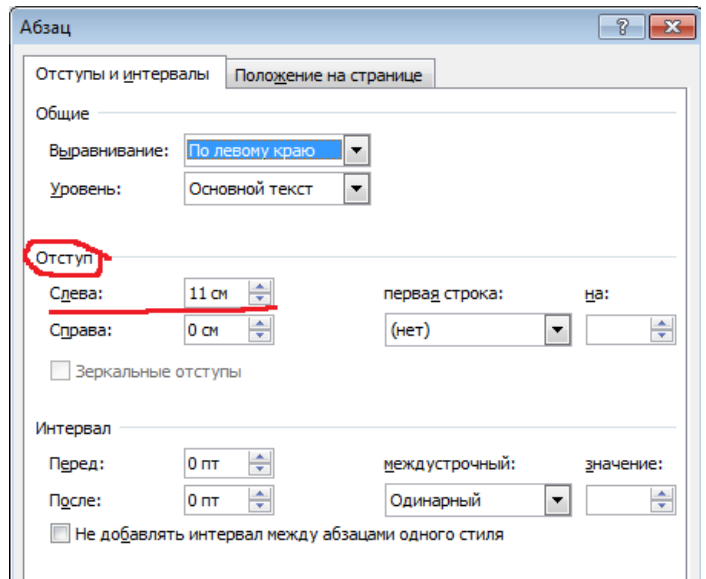 Абзац
Отступы и интервалы Положение на странице
Общие
Выравнивание: По левому краю
Уровень: Основной текст
Отступ
Слева: 11 см первая строка: на:
Справа: 0 см (нет)
Зеркальные отступы
Интервал
Перед: 0 пт междустрочный: значение:
После: 0 пт Одинарный
Не добавлять интервал между абзацами одного стиля